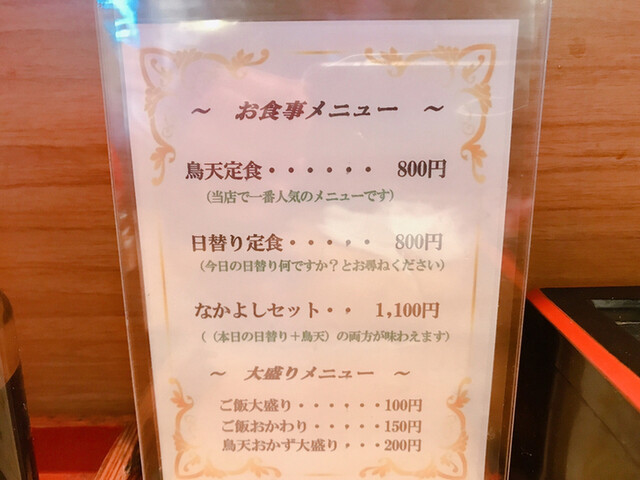 ～ お食事メニュー ～
鳥天定食・・・・・・ 800円
（当店で一番人気のメニューです）
日替り定食・・・・・ 800円
（今日の日替り何ですか？とお尋ねください）
なかよしセット・・ 1,100円
（（本日の日替り＋鳥天）の両方が味わえます）
～ 大盛りメニュー ～
ご飯大盛り・・・・・・100円
ご飯おかわり・・・・・150円
鳥天おかず大盛り・・・200円